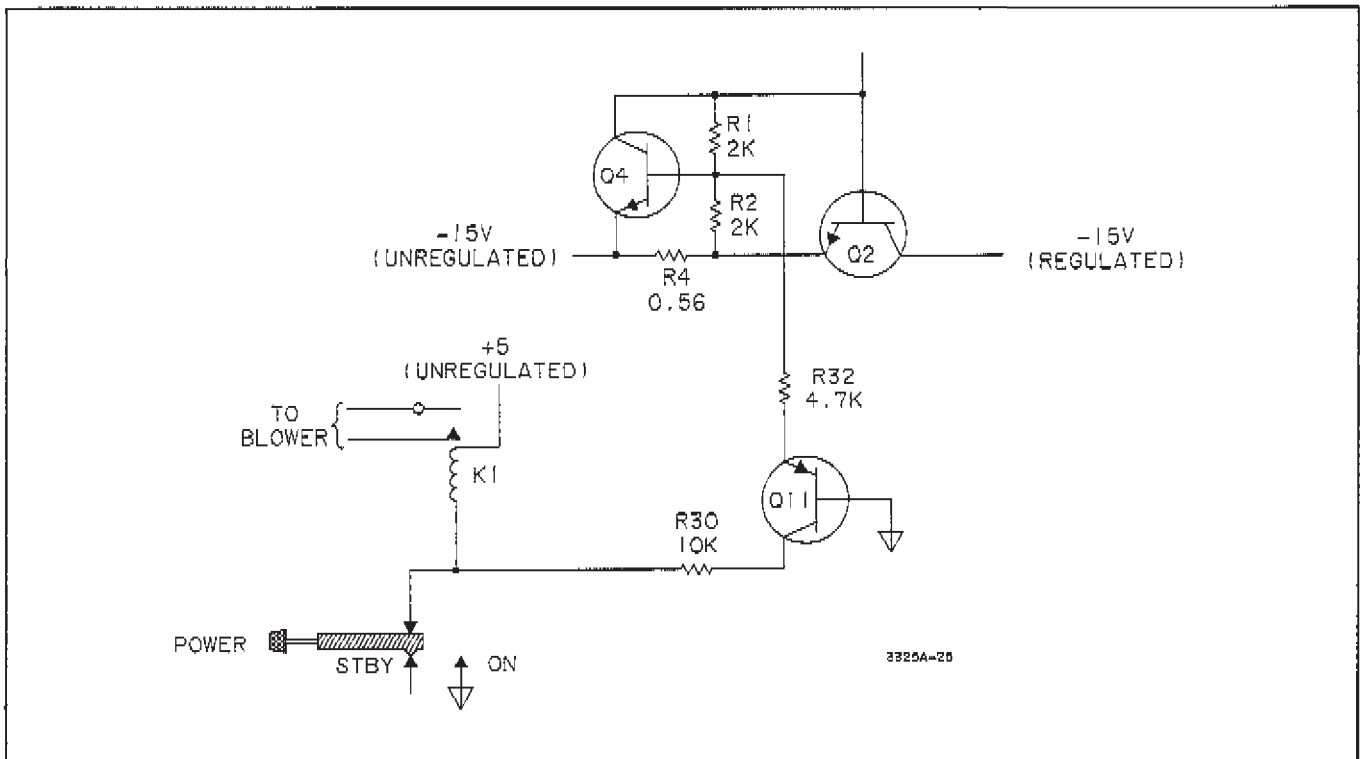 R1
2K
Q4
R2
2K
-15V
(UNREGULATED)
Q2
-15V
(REGULATED)
R4
0.56
+5
(UNREGULATED)
R32
4.7K
TO
BLOWER
K1
Q11
R30
10K
POWER
STBY
ON
3325A-26